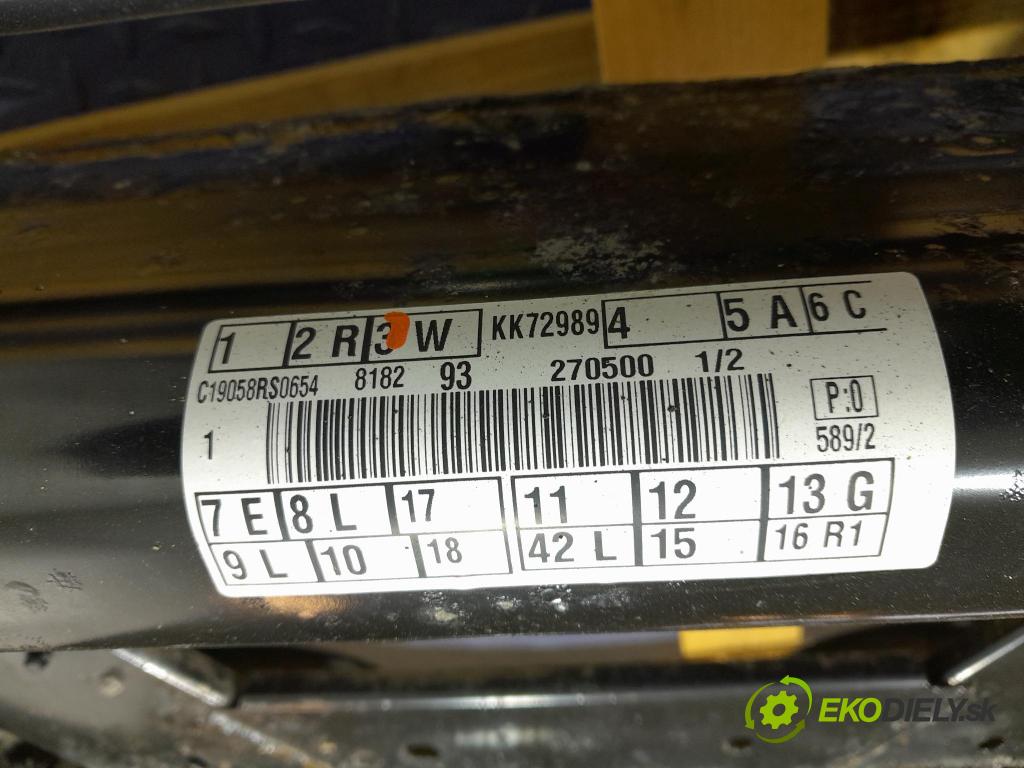 1 2 R 3 W KK72989 4 5 A 6 C
C19058RS0654 8182 93 270500 1/2
P:0
1 589/2
7 E 8 L 17 11 12 13 G
9 L 10 18 42 L 15 16 R1
EKODIELY.sk